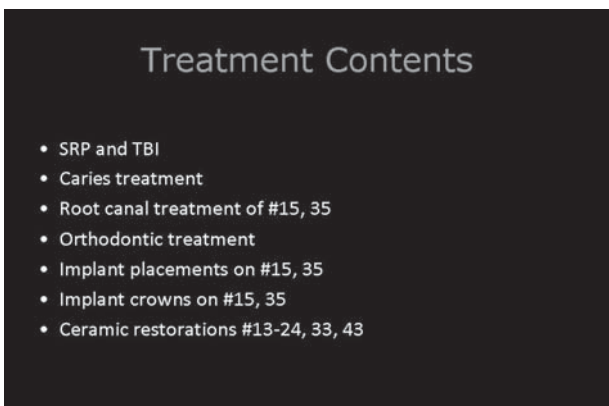 Treatment Contents
• SRP and TBI
• Caries treatment
• Root canal treatment of #15, 35
• Orthodontic treatment
• Implant placements on #15, 35
• Implant crowns on #15, 35
• Ceramic restorations #13-24, 33, 43